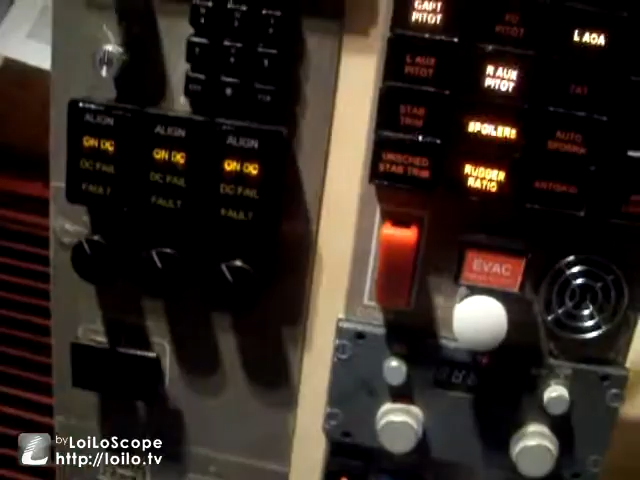 CAPT
PITOT
F/O
PITOT
L AOA
L AUX
PITOT
R AUX
PITOT
TAT
STAB
TRIM
SPOILERS
AUTO
SPDBRK
UNSCHED
STAB TRIM
RUDDER
RATIO
ALIGN
ON DC
DC FAIL
FAULT
ALIGN
ON DC
DC FAIL
FAULT
ALIGN
ON DC
DC FAIL
FAULT
EVAC
by LoiLoScope
http://loilo.tv